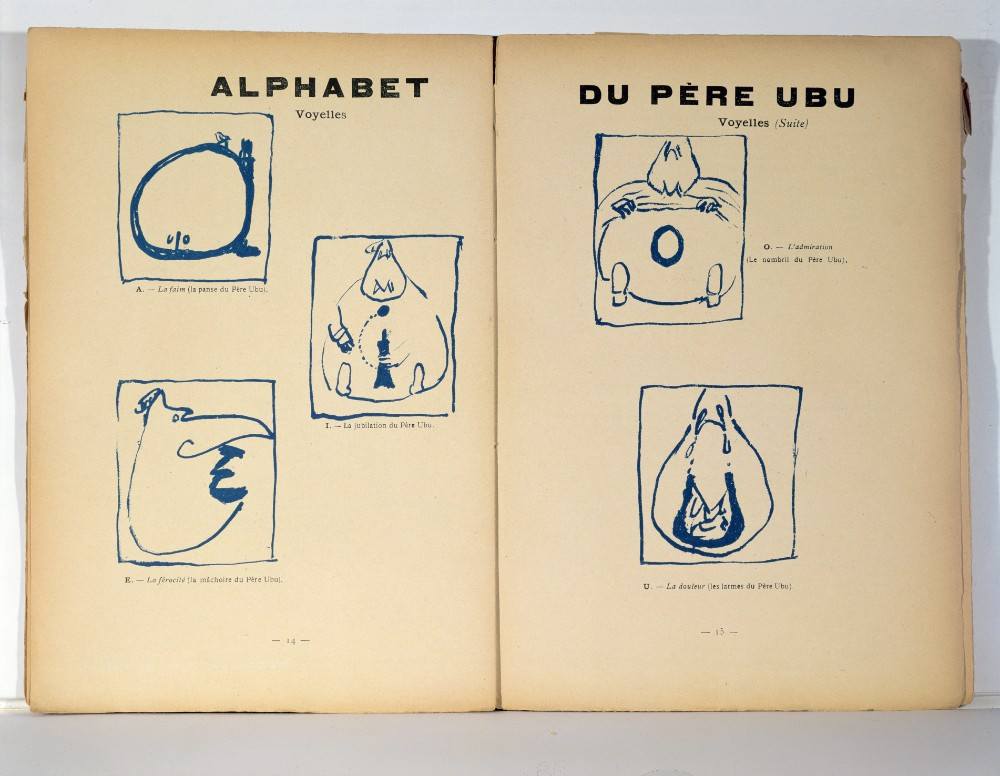 ALPHABET
Voyelles
A. — La faim (la panse du Père Ubu).
I. — La jubilation du Père Ubu.
E. — La férocité (la mâchoire du Père Ubu).
— 14 —
DU PÈRE UBU
Voyelles (Suite)
O. — L'admiration
(Le nombril du Père Ubu).
U. — La douleur (les larmes du Père Ubu).
— 15 —